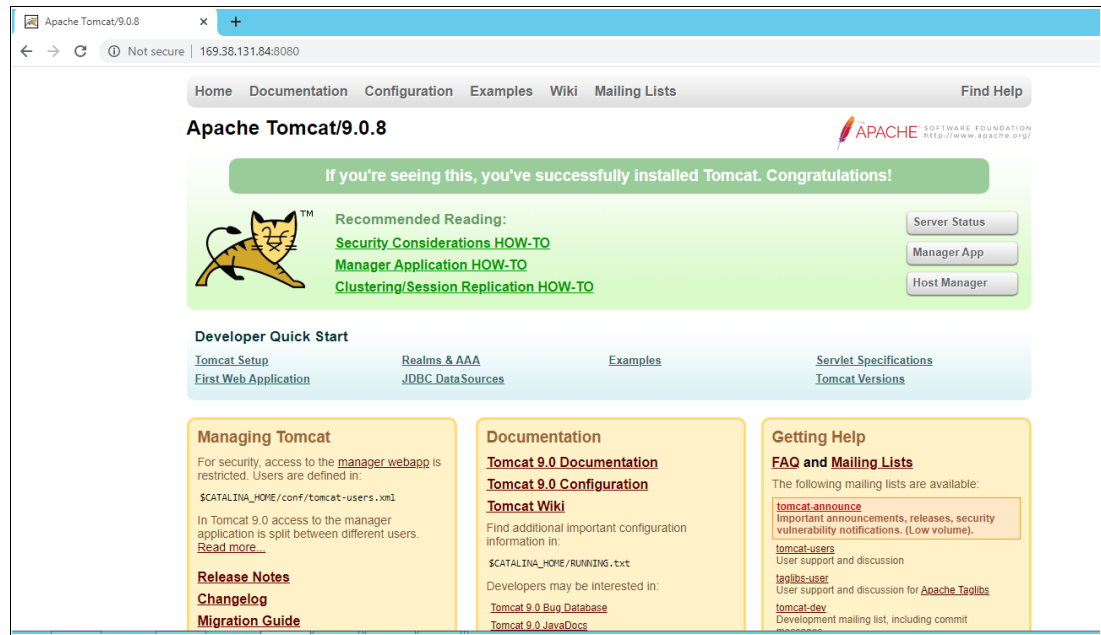 Apache Tomcat/9.0.8
Not secure | 169.38.131.84:8080
Home Documentation Configuration Examples Wiki Mailing Lists Find Help
Apache Tomcat/9.0.8
THE APACHE SOFTWARE FOUNDATION
http://www.apache.org/
If you're seeing this, you've successfully installed Tomcat. Congratulations!
TM
Recommended Reading:
Security Considerations HOW-TO
Manager Application HOW-TO
Clustering/Session Replication HOW-TO
Server Status
Manager App
Host Manager
Developer Quick Start
Tomcat Setup
First Web Application
Realms & AAA
JDBC DataSources
Examples
Servlet Specifications
Tomcat Versions
Managing Tomcat
For security, access to the manager webapp is
restricted. Users are defined in:
$CATALINA_HOME/conf/tomcat-users.xml
In Tomcat 9.0 access to the manager
application is split between different users.
Read more...
Release Notes
Changelog
Migration Guide
Documentation
Tomcat 9.0 Documentation
Tomcat 9.0 Configuration
Tomcat Wiki
Find additional important configuration
information in:
$CATALINA_HOME/RUNNING.txt
Developers may be interested in:
Tomcat 9.0 Bug Database
Tomcat 9.0 JavaDocs
Getting Help
FAQ and Mailing Lists
The following mailing lists are available:
tomcat-announce
Important announcements, releases, security
vulnerability notifications. (Low volume).
tomcat-users
User support and discussion
taglibs-user
User support and discussion for Apache Taglibs
tomcat-dev
Development mailing list, including commit
messages